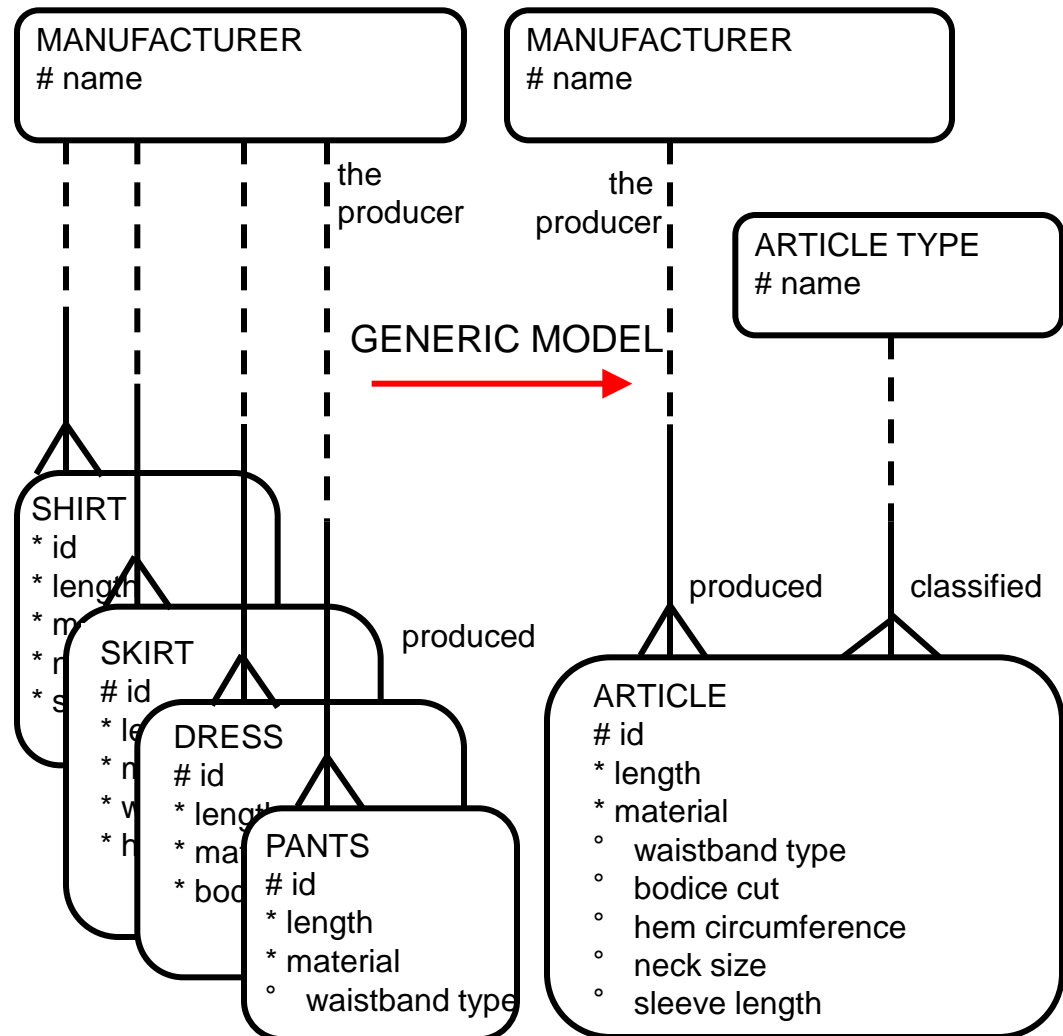 MANUFACTURER
# name
the
producer
SHIRT
* id
* length
SKIRT
# id
DRESS
# id
* length
PANTS
# id
* length
* material
° waistband type
produced
GENERIC MODEL
MANUFACTURER
# name
the
producer
ARTICLE TYPE
# name
produced
classified
ARTICLE
# id
* length
* material
° waistband type
° bodice cut
° hem circumference
° neck size
° sleeve length